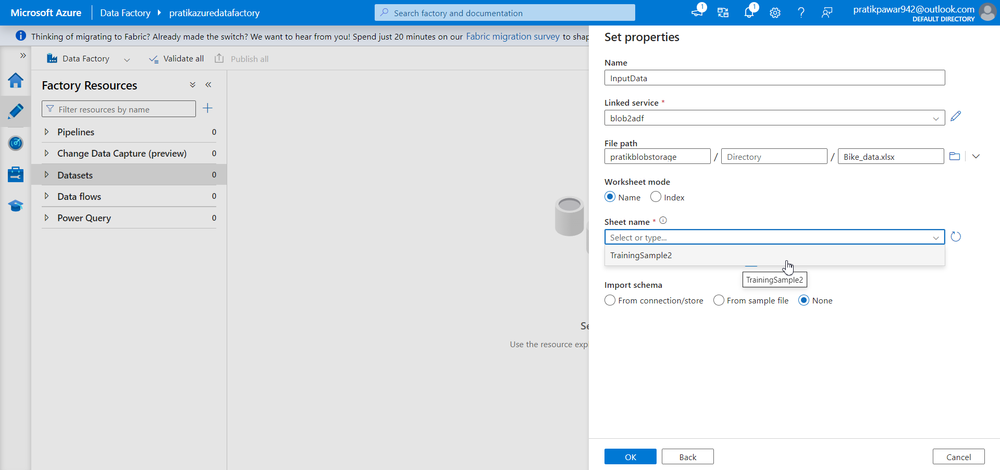 Microsoft Azure
Data Factory
pratikazuredatafactory
Search factory and documentation
1
1
pratikpawar942@outlook.com
DEFAULT DIRECTORY
Thinking of migrating to Fabric? Already made the switch? We want to hear from you! Spend just 20 minutes on our Fabric migration survey to shap
Data Factory
Validate all
Publish all
Factory Resources
Filter resources by name
Pipelines 0
Change Data Capture (preview) 0
Datasets 0
Data flows 0
Power Query 0
Se
Use the resource exp
Set properties
Name
InputData
Linked service *
blob2adf
File path
pratikblobstorage / Directory / Bike_data.xlsx
Worksheet mode
Name Index
Sheet name *
Select or type...
TrainingSample2
TrainingSample2
Import schema
From connection/store From sample file None
OK Back Cancel